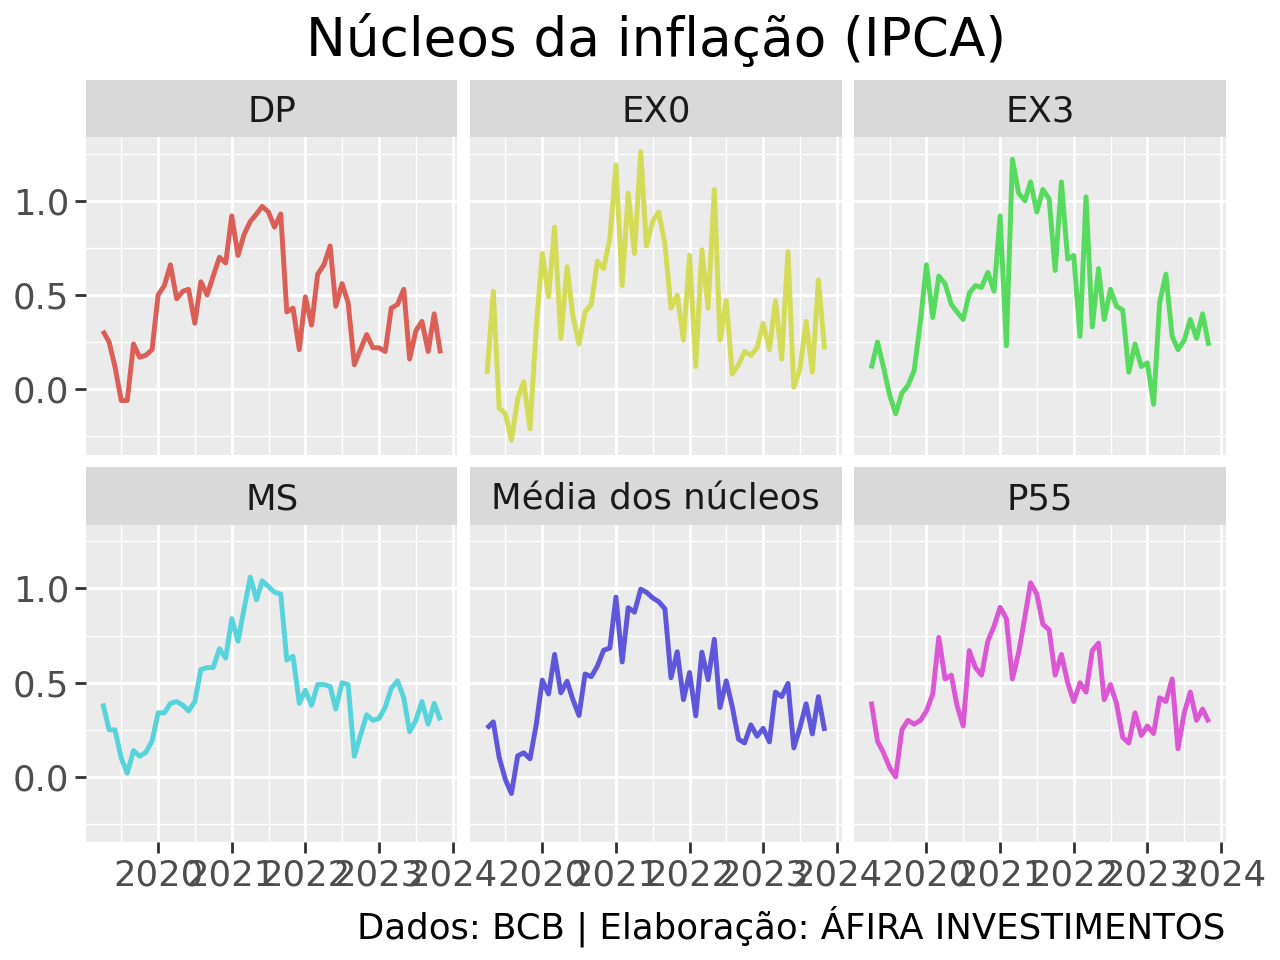 Núcleos da inflação (IPCA)
DP EX0 EX3
1.0
0.5
0.0
MS Média dos núcleos P55
1.0
0.5
0.0
2020 2021 2022 2023 2024 2020 2021 2022 2023 2024 2020 2021 2022 2023 2024
Dados: BCB | Elaboração: ÁFIRA INVESTIMENTOS